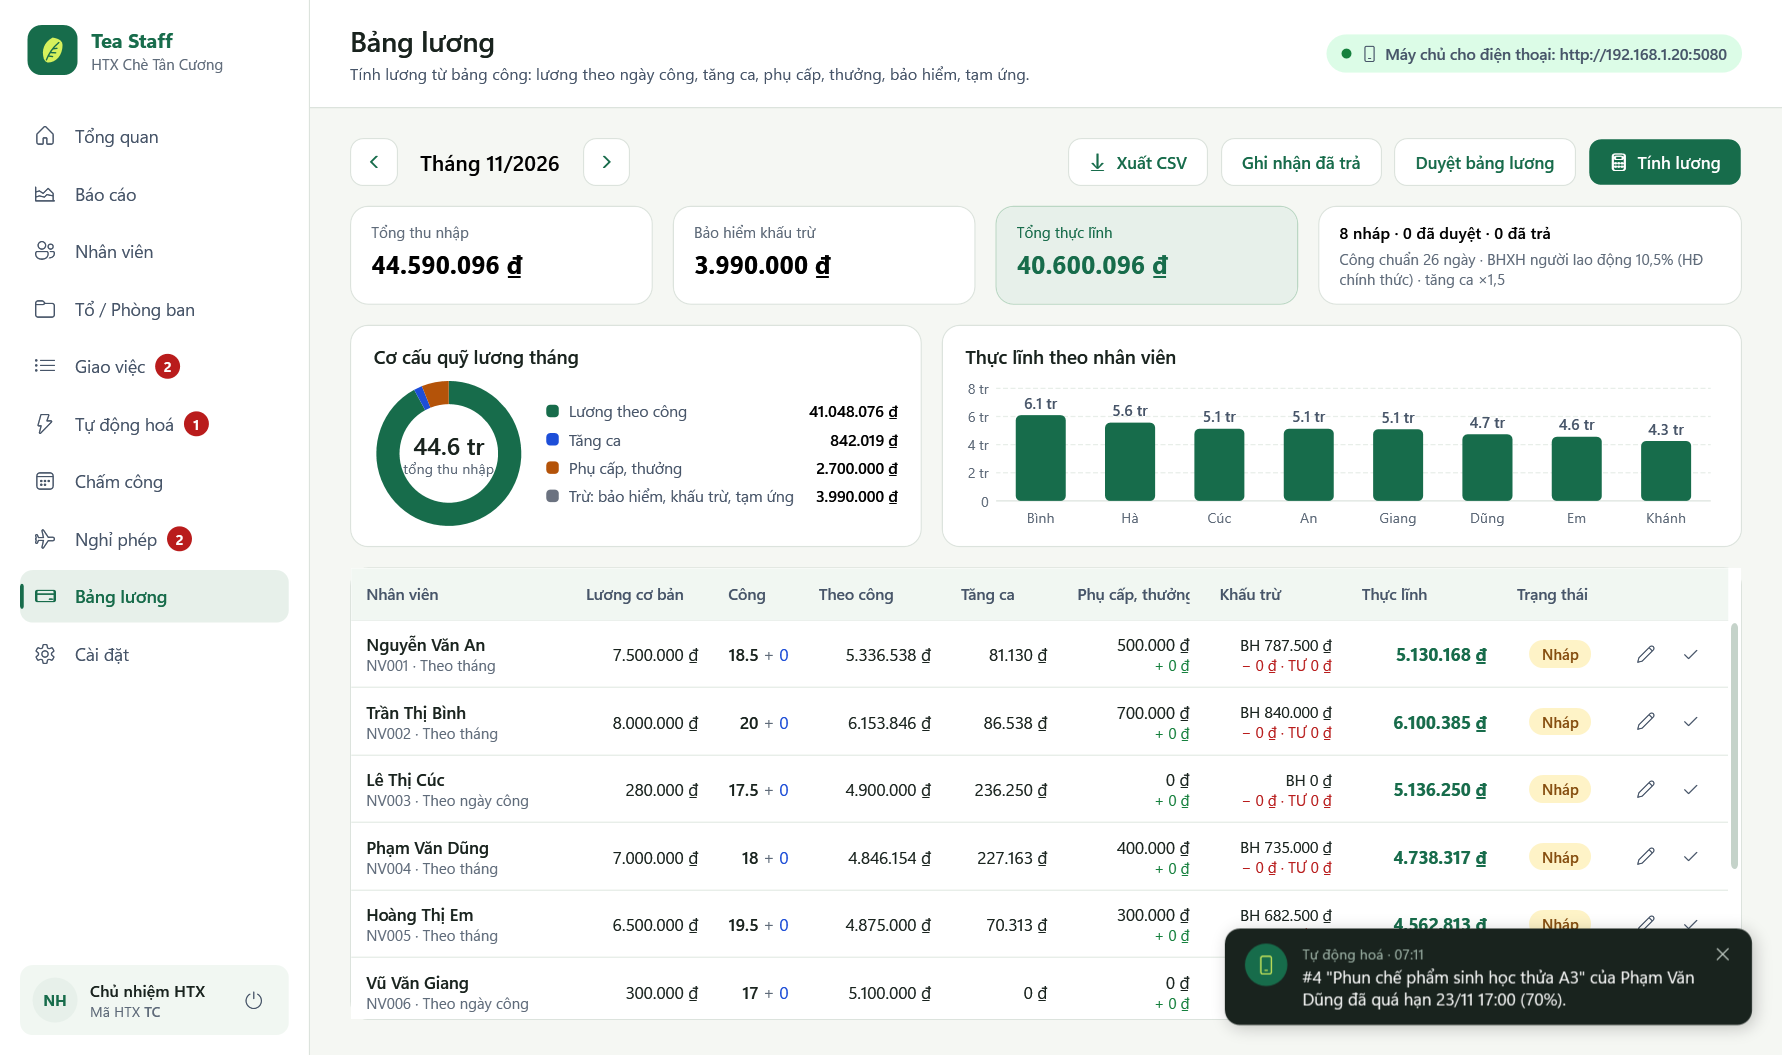 Tea Staff
HTX Chè Tân Cương
Tổng quan
Báo cáo
Nhân viên
Tổ / Phòng ban
Giao việc 2
Tự động hoá 1
Chấm công
Nghỉ phép 2
Bảng lương
Cài đặt
NH
Chủ nhiệm HTX
Mã HTX TC
Bảng lương
Tính lương từ bảng công: lương theo ngày công, tăng ca, phụ cấp, thưởng, bảo hiểm, tạm ứng.
Máy chủ cho điện thoại: http://192.168.1.20:5080
Tháng 11/2026
Xuất CSV
Ghi nhận đã trả
Duyệt bảng lương
Tính lương
Tổng thu nhập
44.590.096 ₫
Bảo hiểm khấu trừ
3.990.000 ₫
Tổng thực lĩnh
40.600.096 ₫
8 nháp · 0 đã duyệt · 0 đã trả
Công chuẩn 26 ngày · BHXH người lao động 10,5% (HĐ
chính thức) · tăng ca ×1,5
Cơ cấu quỹ lương tháng
44.6 tr
tổng thu nhập
Lương theo công 41.048.076 ₫
Tăng ca 842.019 ₫
Phụ cấp, thưởng 2.700.000 ₫
Trừ: bảo hiểm, khấu trừ, tạm ứng 3.990.000 ₫
Thực lĩnh theo nhân viên
8 tr
6 tr
4 tr
2 tr
0
6.1 tr
5.6 tr
5.1 tr
5.1 tr
5.1 tr
4.7 tr
4.6 tr
4.3 tr
Bình
Hà
Cúc
An
Giang
Dũng
Em
Khánh
Nhân viên Lương cơ bản Công Theo công Tăng ca Phụ cấp, thưởng Khấu trừ Thực lĩnh Trạng thái
Nguyễn Văn An
NV001 · Theo tháng
7.500.000 ₫ 18.5 + 0 5.336.538 ₫ 81.130 ₫
500.000 ₫
+ 0 ₫
BH 787.500 ₫
− 0 ₫ · TƯ 0 ₫
5.130.168 ₫ Nháp
Trần Thị Bình
NV002 · Theo tháng
8.000.000 ₫ 20 + 0 6.153.846 ₫ 86.538 ₫
700.000 ₫
+ 0 ₫
BH 840.000 ₫
− 0 ₫ · TƯ 0 ₫
6.100.385 ₫ Nháp
Lê Thị Cúc
NV003 · Theo ngày công
280.000 ₫ 17.5 + 0 4.900.000 ₫ 236.250 ₫
0 ₫
+ 0 ₫
BH 0 ₫
− 0 ₫ · TƯ 0 ₫
5.136.250 ₫ Nháp
Phạm Văn Dũng
NV004 · Theo tháng
7.000.000 ₫ 18 + 0 4.846.154 ₫ 227.163 ₫
400.000 ₫
+ 0 ₫
BH 735.000 ₫
− 0 ₫ · TƯ 0 ₫
4.738.317 ₫ Nháp
Hoàng Thị Em
NV005 · Theo tháng
6.500.000 ₫ 19.5 + 0 4.875.000 ₫ 70.313 ₫
300.000 ₫
+ 0 ₫
BH 682.500 ₫
4.562.813 ₫ Nháp
Vũ Văn Giang
NV006 · Theo ngày công
300.000 ₫ 17 + 0 5.100.000 ₫ 0 ₫
0 ₫
+ 0 ₫
Tự động hoá · 07:11
#4 "Phun chế phẩm sinh học thửa A3" của Phạm Văn
Dũng đã quá hạn 23/11 17:00 (70%).